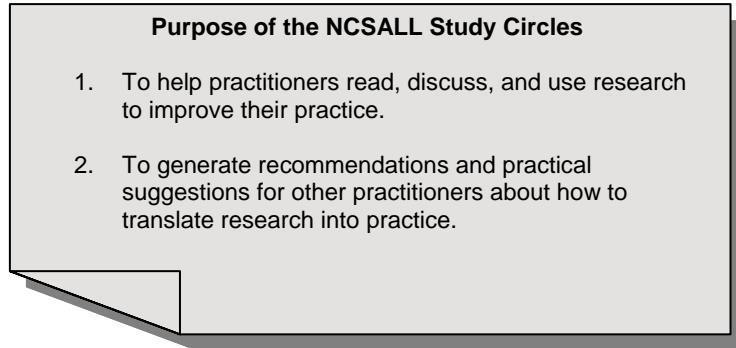 Purpose of the NCSALL Study Circles
1. To help practitioners read, discuss, and use research
to improve their practice.
2. To generate recommendations and practical
suggestions for other practitioners about how to
translate research into practice.